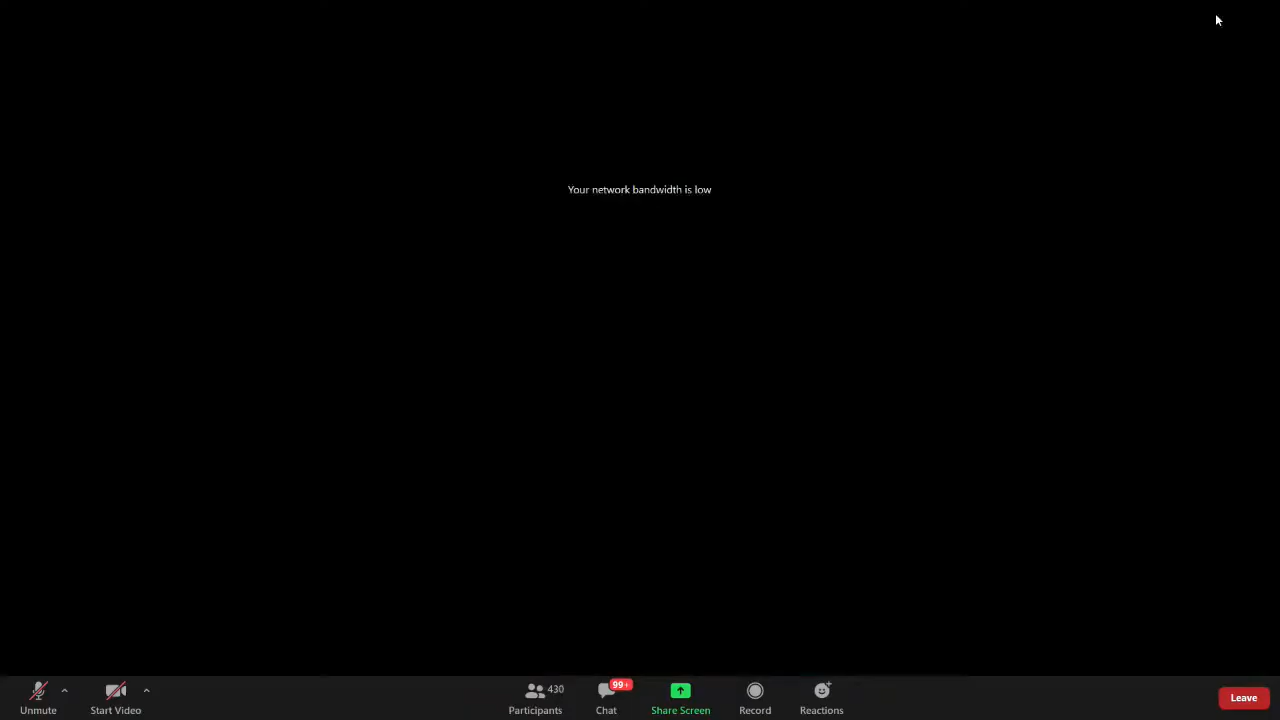 Your network bandwidth is low
430
99+
Unmute
Start Video
Participants
Chat
Share Screen
Record
Reactions
Leave